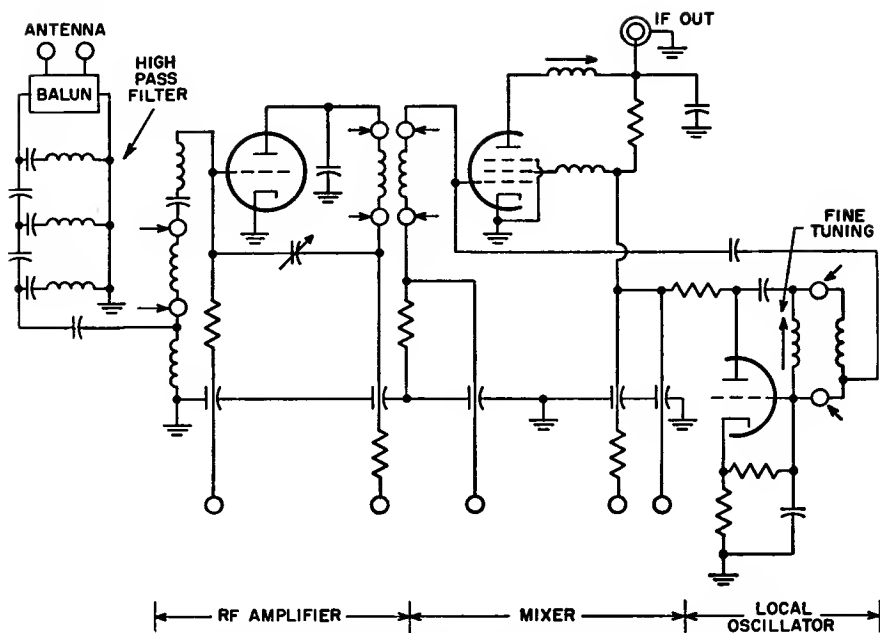 ANTENNA
BALUN
HIGH
PASS
FILTER
IF OUT
FINE
TUNING
RF AMPLIFIER
MIXER
LOCAL
OSCILLATOR